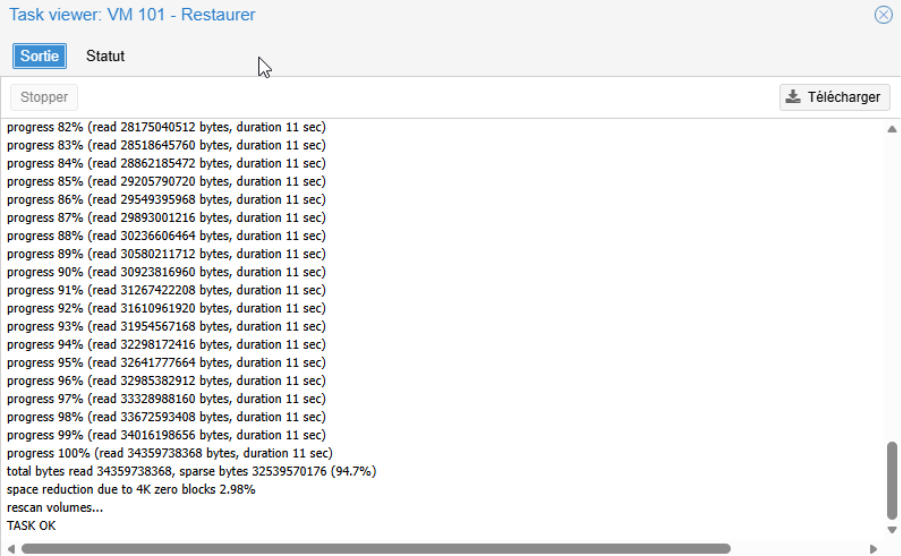 Task viewer: VM 101 - Restaurer
Sortie Statut
Stopper Télécharger
progress 82% (read 28175040512 bytes, duration 11 sec)
progress 83% (read 28518645760 bytes, duration 11 sec)
progress 84% (read 28862185472 bytes, duration 11 sec)
progress 85% (read 29205790720 bytes, duration 11 sec)
progress 86% (read 29549395968 bytes, duration 11 sec)
progress 87% (read 29893001216 bytes, duration 11 sec)
progress 88% (read 30236606464 bytes, duration 11 sec)
progress 89% (read 30580211712 bytes, duration 11 sec)
progress 90% (read 30923816960 bytes, duration 11 sec)
progress 91% (read 31267422208 bytes, duration 11 sec)
progress 92% (read 31610961920 bytes, duration 11 sec)
progress 93% (read 31954567168 bytes, duration 11 sec)
progress 94% (read 32298172416 bytes, duration 11 sec)
progress 95% (read 32641777664 bytes, duration 11 sec)
progress 96% (read 32985382912 bytes, duration 11 sec)
progress 97% (read 33328988160 bytes, duration 11 sec)
progress 98% (read 33672593408 bytes, duration 11 sec)
progress 99% (read 34016198656 bytes, duration 11 sec)
progress 100% (read 34359738368 bytes, duration 11 sec)
total bytes read 34359738368, sparse bytes 32539570176 (94.7%)
space reduction due to 4K zero blocks 2.98%
rescan volumes...
TASK OK